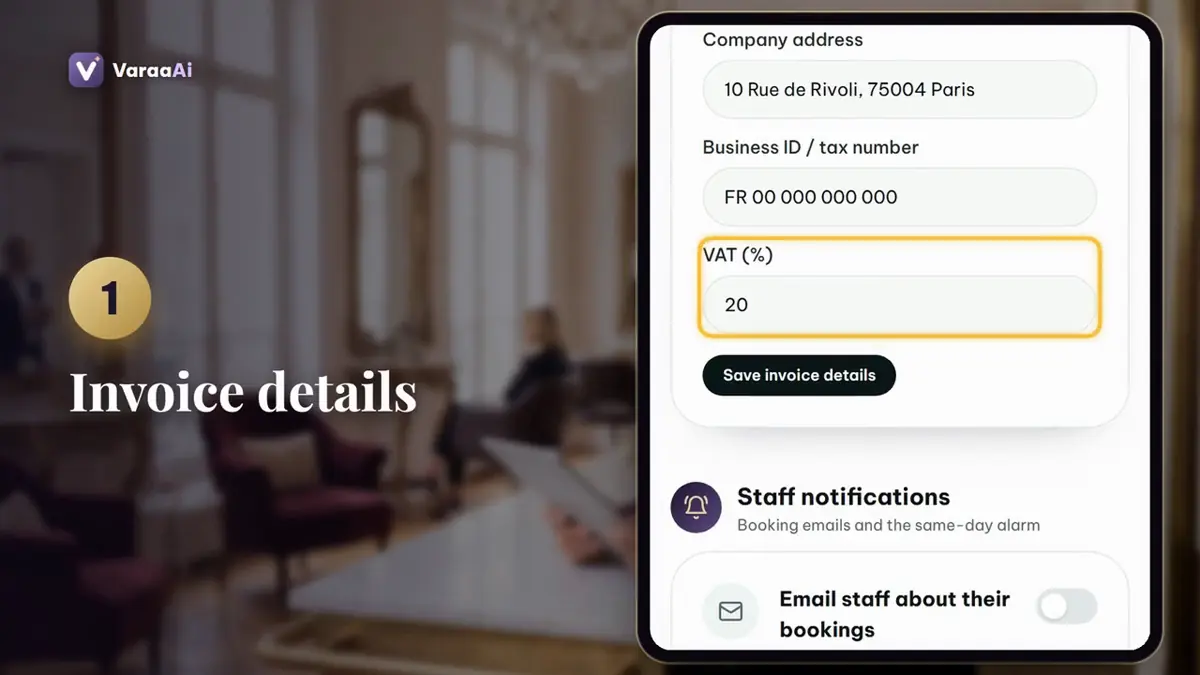 VaraaAi
1
Invoice details
Company address
10 Rue de Rivoli, 75004 Paris
Business ID / tax number
FR 00 000 000 000
VAT (%)
20
Save invoice details
Staff notifications
Booking emails and the same-day alarm
Email staff about their
bookings